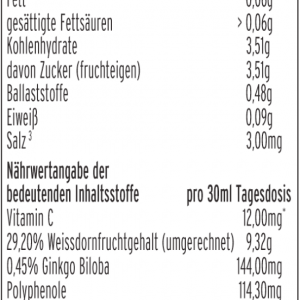 Fett 0,06g
gesättigte Fettsäuren > 0,06g
Kohlenhydrate 3,51g
davon Zucker (fruchteigen) 3,51g
Ballaststoffe 0,48g
Eiweiß 0,09g
Salz ³ 3,00mg
Nährwertangabe der
bedeutenden Inhaltsstoffe pro 30ml Tagesdosis
Vitamin C 12,00mg*
29,20% Weissdornfruchtgehalt (umgerechnet) 9,32g
0,45% Ginkgo Biloba 144,00mg
Polyphenole 114,30mg